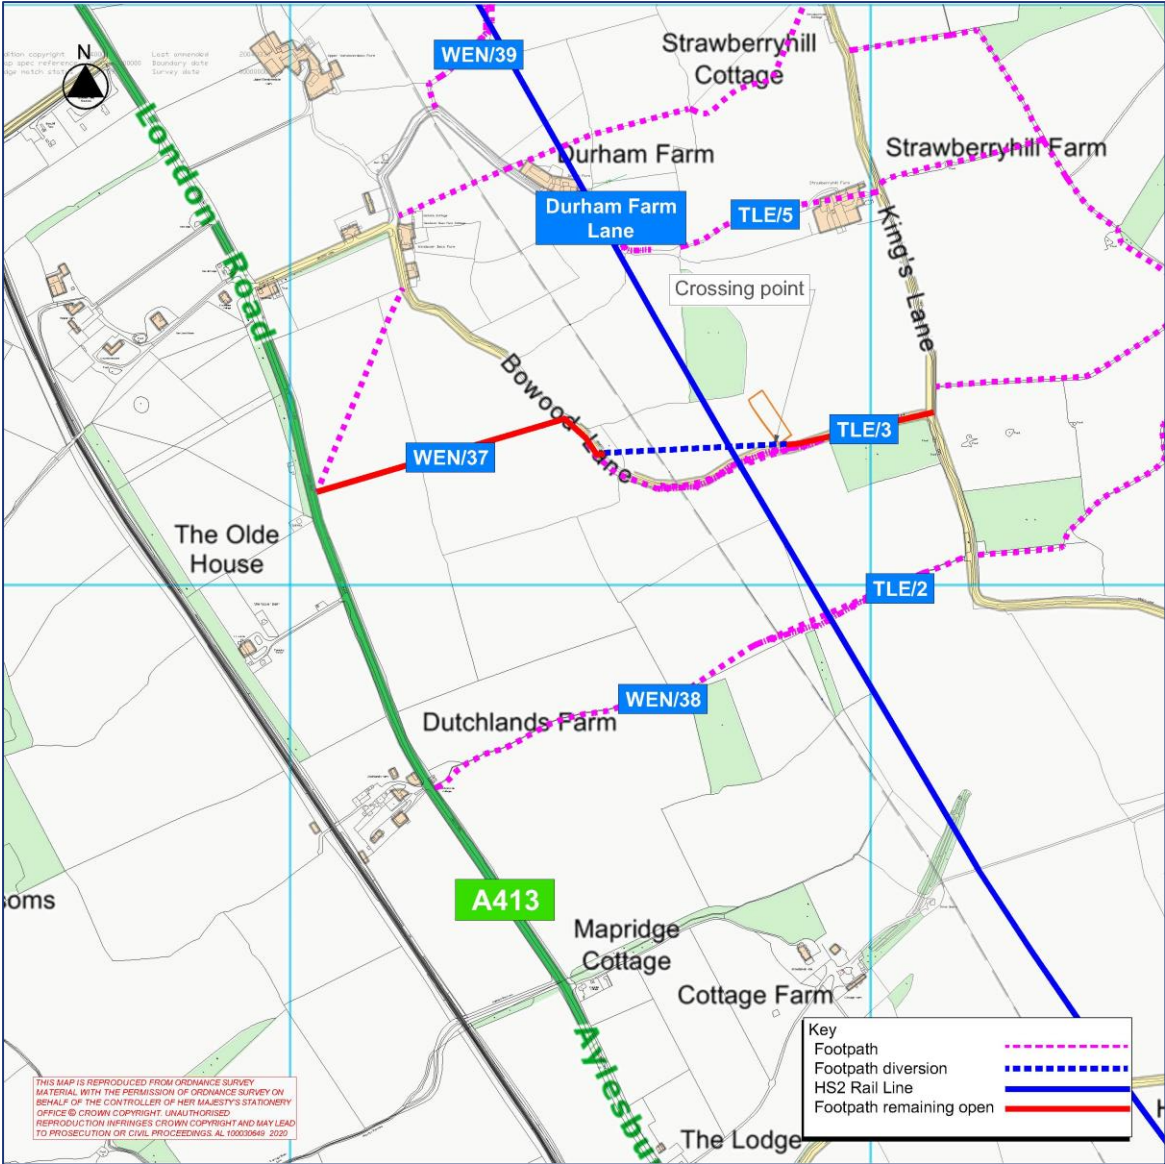 N
WEN/39
Strawberryhill
Cottage
London Road
Durham Farm
Strawberryhill Farm
Durham Farm
Lane
TLE/5
King's Lane
Crossing point
Bowood Lane
TLE/3
WEN/37
The Olde
House
TLE/2
WEN/38
Dutchlands Farm
A413
soms
Mapridge
Cottage
Cottage Farm
Aylesbu
The Lodge
H
Key
Footpath
Footpath diversion
HS2 Rail Line
Footpath remaining open
THIS MAP IS REPRODUCED FROM ORDNANCE SURVEY
MATERIAL WITH THE PERMISSION OF ORDNANCE SURVEY ON
BEHALF OF THE CONTROLLER OF HER MAJESTY'S STATIONERY
OFFICE © CROWN COPYRIGHT. UNAUTHORISED
REPRODUCTION INFRINGES CROWN COPYRIGHT AND MAY LEAD
TO PROSECUTION OR CIVIL PROCEEDINGS. AL 100030649 2020